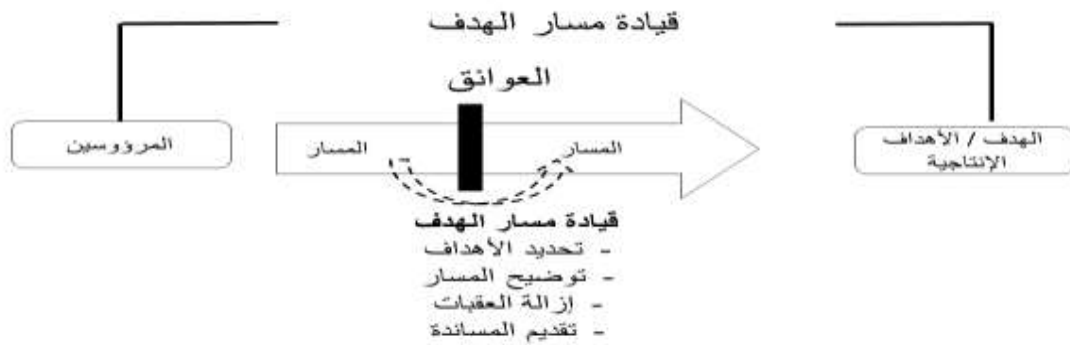 قيادة مسار الهدف
العوائق
المرؤوسين
المسار
المسار
الهدف / الأهداف
الإنتاجية
قيادة مسار الهدف
- تحديد الأهداف
- توضيح المسار
- إزالة العقبات
- تقديم المساندة